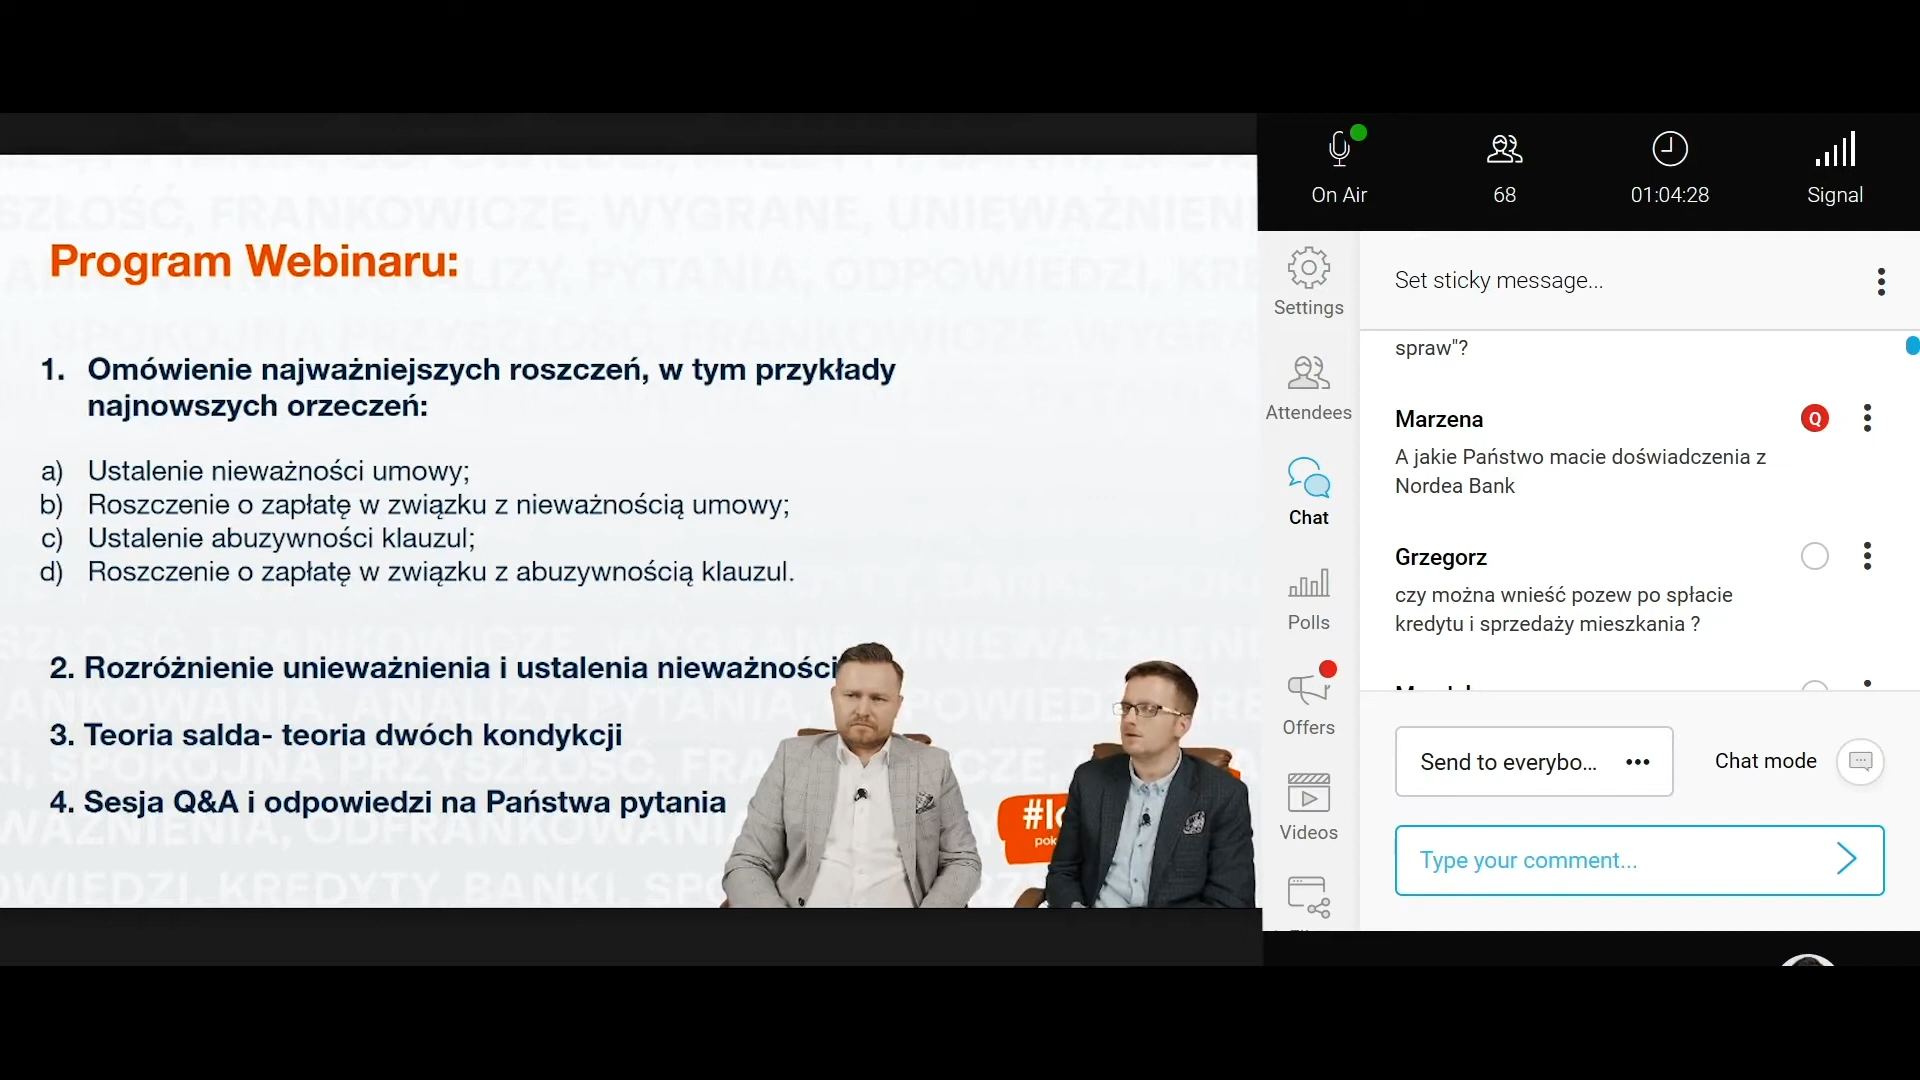 Program Webinaru:
1. Omówienie najważniejszych roszczeń, w tym przykłady
najnowszych orzeczeń:
a) Ustalenie nieważności umowy;
b) Roszczenie o zapłatę w związku z nieważnością umowy;
c) Ustalenie abuzywności klauzul;
d) Roszczenie o zapłatę w związku z abuzywnością klauzul.
2. Rozróżnienie unieważnienia i ustalenia nieważności
3. Teoria salda- teoria dwóch kondykcji
4. Sesja Q&A i odpowiedzi na Państwa pytania
On Air
68
01:04:28
Signal
Settings
Attendees
Chat
Polls
Offers
Videos
Set sticky message...
spraw"?
Marzena
Q
A jakie Państwo macie doświadczenia z
Nordea Bank
Grzegorz
czy można wnieść pozew po spłacie
kredytu i sprzedaży mieszkania ?
Send to everybo...
Chat mode
Type your comment...